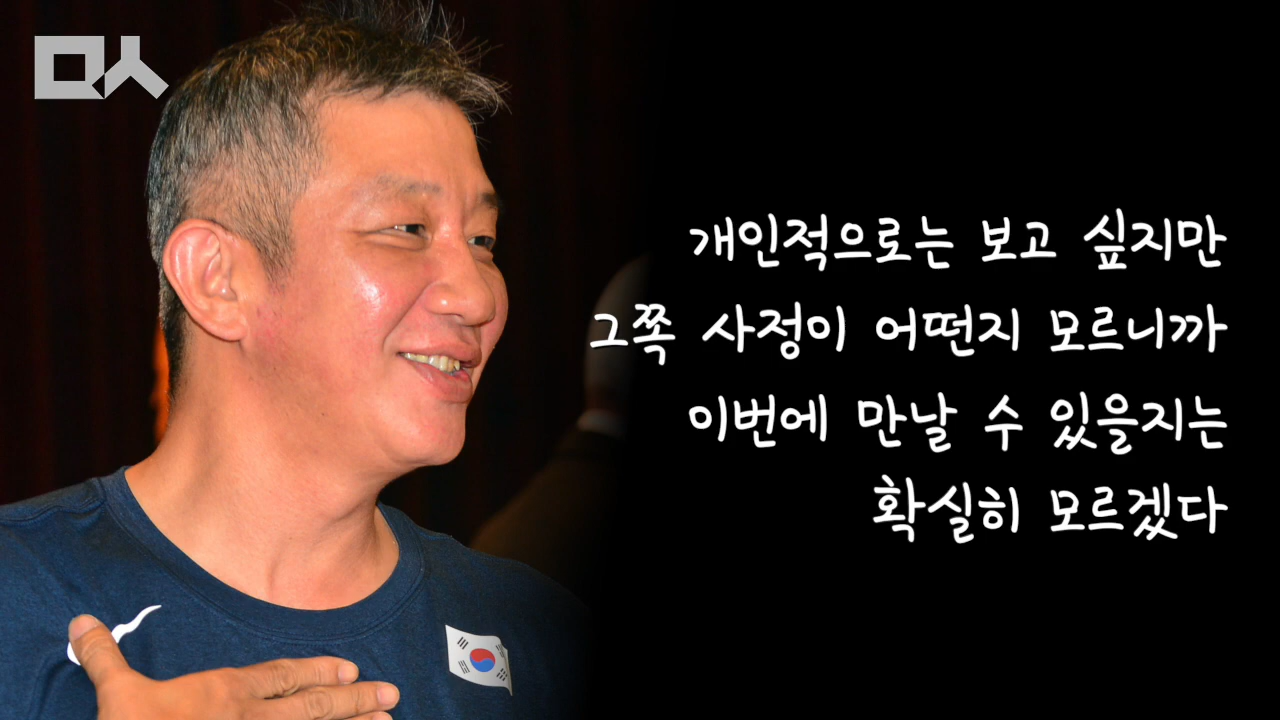 개인적으로는 보고 싶지만
그쪽 사정이 어떤지 모르니까
이번에 만날 수 있을지는
확실히 모르겠다